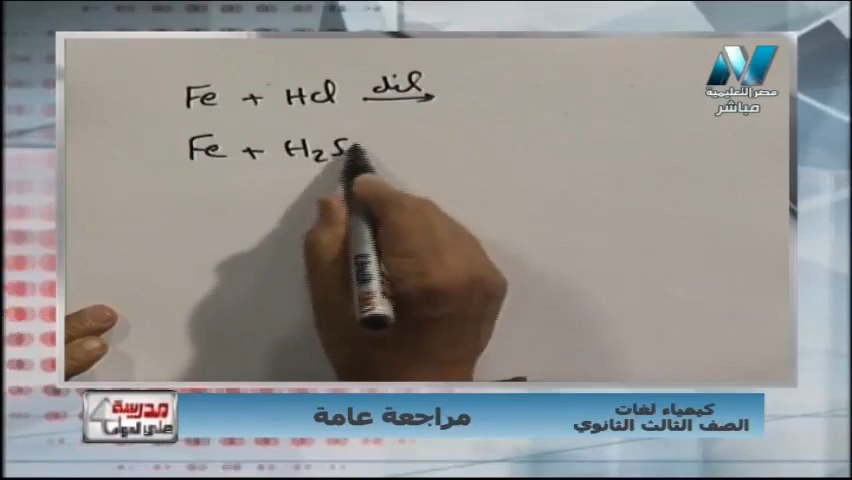 مصر التعليمية
مباشر
Fe + HCl dil →
Fe + H₂S
كيمياء لغات
الصف الثالث الثانوي
مراجعة عامة
مدرسة
على الهواء